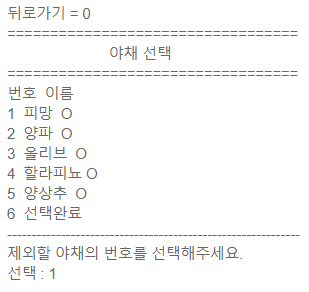 뒤로가기 = 0
==================================
야채 선택
==================================
번호 이름
1 피망 O
2 양파 O
3 올리브 O
4 할라피뇨 O
5 양상추 O
6 선택완료
------------------------------------------------------------
제외할 야채의 번호를 선택해주세요.
선택 : 1